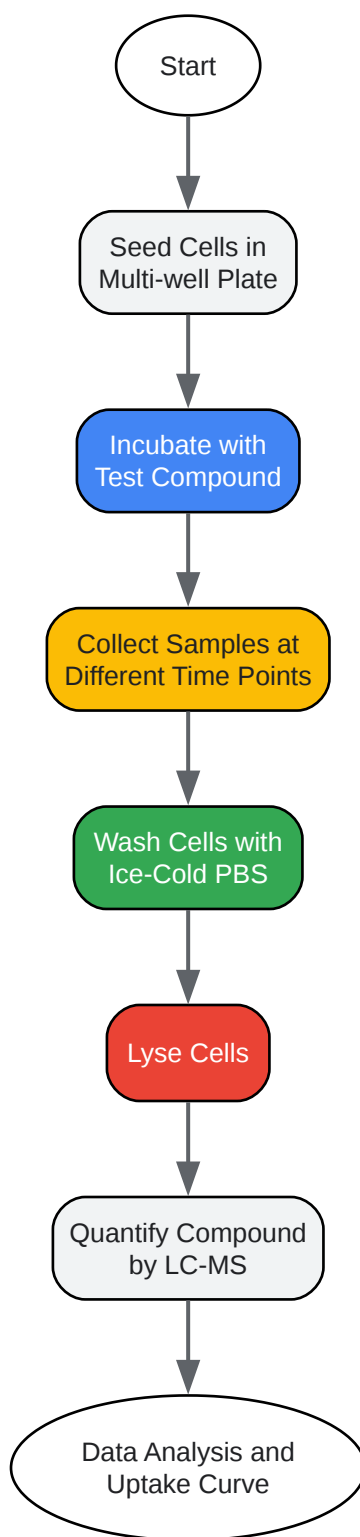 Start
Seed Cells in
Multi-well Plate
Incubate with
Test Compound
Collect Samples at
Different Time Points
Wash Cells with
Ice-Cold PBS
Lyse Cells
Quantify Compound
by LC-MS
Data Analysis and
Uptake Curve